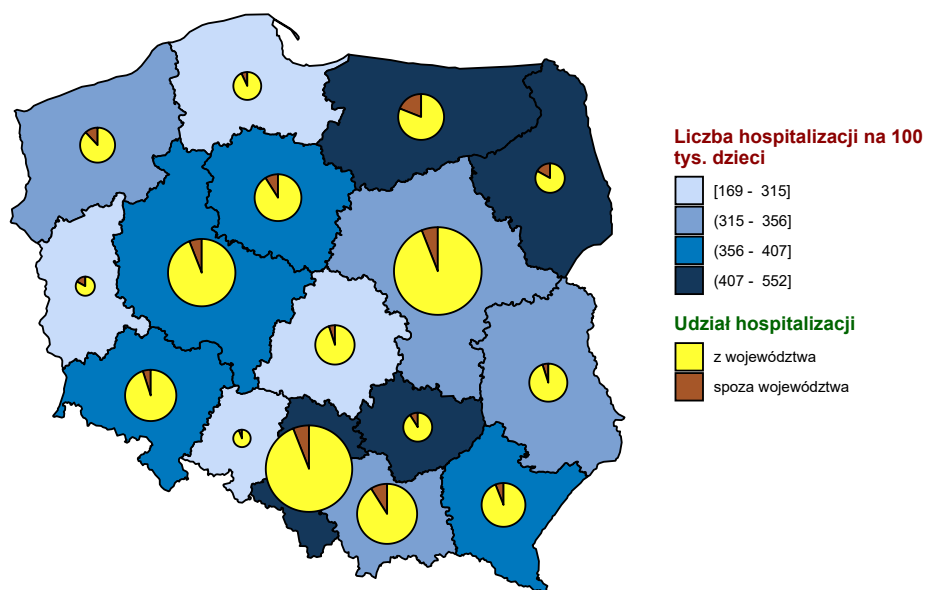 Liczba hospitalizacji na 100
tys. dzieci
[169 - 315]
(315 - 356]
(356 - 407]
(407 - 552]
Udział hospitalizacji
z województwa
spoza województwa